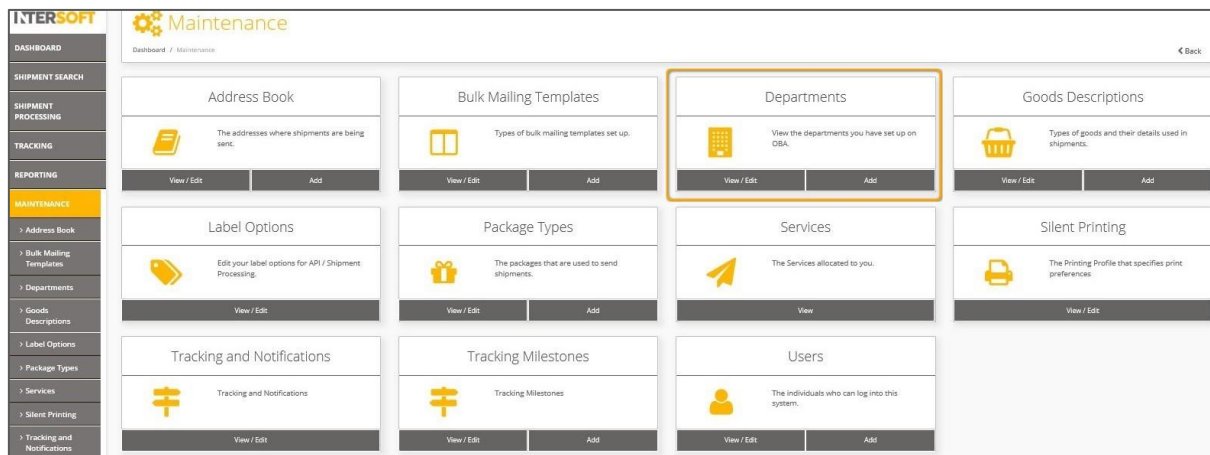 INTERSOFT
Maintenance
Dashboard / Maintenance
Back
DASHBOARD
SHIPMENT SEARCH
SHIPMENT
PROCESSING
TRACKING
REPORTING
MAINTENANCE
> Address Book
> Bulk Mailing
Templates
> Departments
> Goods
Descriptions
> Label Options
> Package Types
> Services
> Silent Printing
> Tracking and
Notifications
Address Book
The addresses where shipments are being
sent.
View / Edit Add
Bulk Mailing Templates
Types of bulk mailing templates set up.
View / Edit Add
Departments
View the departments you have set up on
OBA.
View / Edit Add
Goods Descriptions
Types of goods and their details used in
shipments.
View / Edit Add
Label Options
Edit your label options for API / Shipment
Processing.
View / Edit
Package Types
The packages that are used to send
shipments.
View / Edit Add
Services
The Services allocated to you.
View
Silent Printing
The Printing Profile that specifies print
preferences
View / Edit
Tracking and Notifications
Tracking and Notifications
View / Edit
Tracking Milestones
Tracking Milestones
View / Edit Add
Users
The individuals who can log into this
system.
View / Edit Add